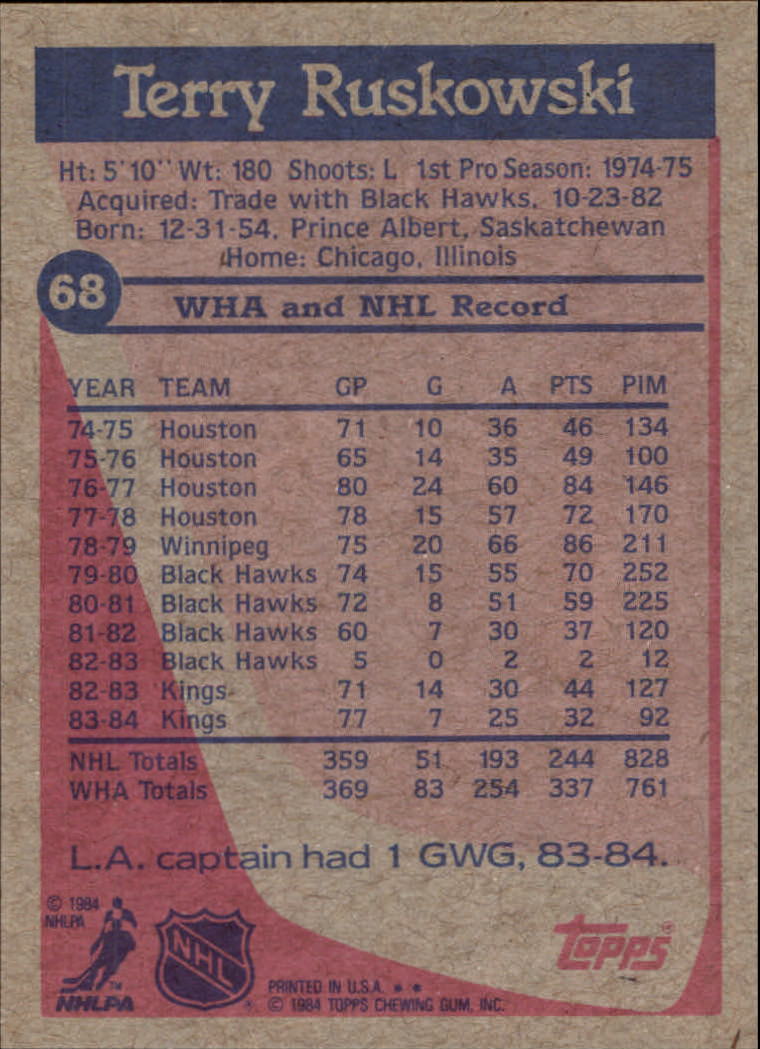 Terry Ruskowski
Ht: 5'10" Wt: 180 Shoots: L 1st Pro Season: 1974-75
Acquired: Trade with Black Hawks, 10-23-82
Born: 12-31-54, Prince Albert, Saskatchewan
Home: Chicago, Illinois
68
WHA and NHL Record
YEAR TEAM GP G A PTS PIM
74-75 Houston 71 10 36 46 134
75-76 Houston 65 14 35 49 100
76-77 Houston 80 24 60 84 146
77-78 Houston 78 15 57 72 170
78-79 Winnipeg 75 20 66 86 211
79-80 Black Hawks 74 15 55 70 252
80-81 Black Hawks 72 8 51 59 225
81-82 Black Hawks 60 7 30 37 120
82-83 Black Hawks 5 0 2 2 12
82-83 Kings 71 14 30 44 127
83-84 Kings 77 7 25 32 92
NHL Totals 359 51 193 244 828
WHA Totals 369 83 254 337 761
L.A. captain had 1 GWG, 83-84.
© 1984
NHLPA
TM
NHLPA
NHL
®
Topps®
PRINTED IN U.S.A. * *
© 1984 TOPPS CHEWING GUM, INC.